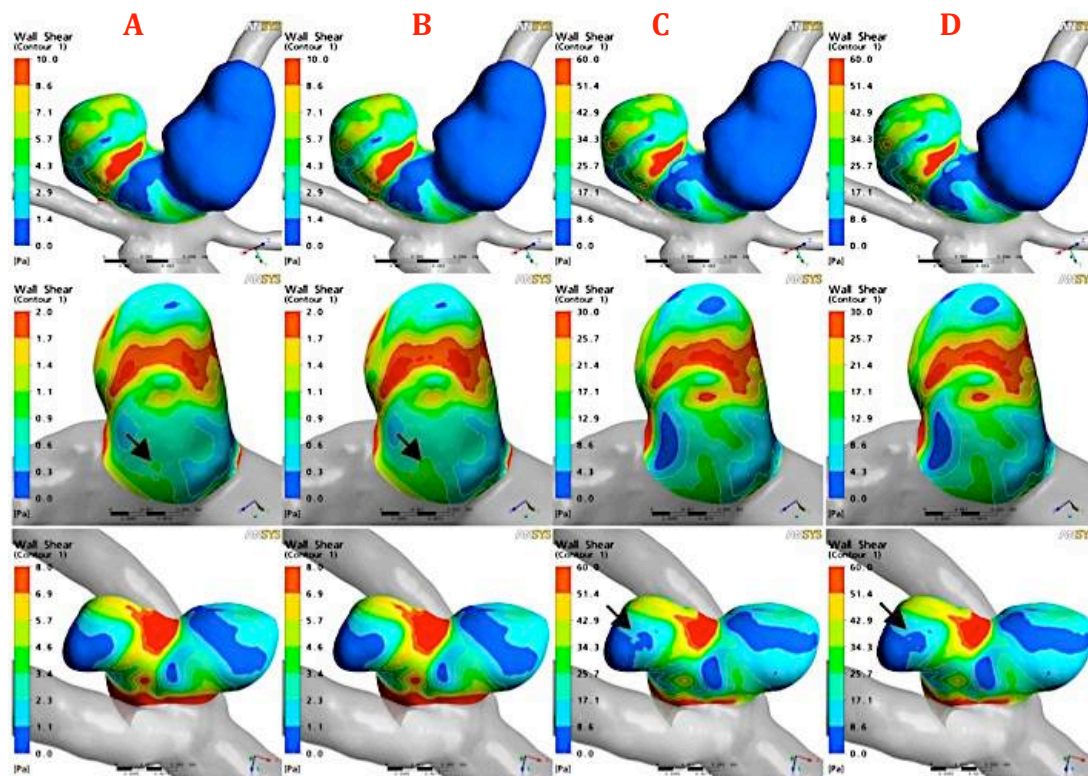 A
B
C
D
ANSYS
Wall Shear
(Contour 1)
10.0
8.6
7.1
5.7
4.3
2.9
1.4
0.0
[Pa]
ANSYS
Wall Shear
(Contour 1)
10.0
8.6
7.1
5.7
4.3
2.9
1.4
0.0
[Pa]
ANSYS
Wall Shear
(Contour 1)
60.0
51.4
42.9
34.3
25.7
17.1
8.6
0.0
[Pa]
ANSYS
Wall Shear
(Contour 1)
60.0
51.4
42.9
34.3
25.7
17.1
8.6
0.0
[Pa]
ANSYS
Wall Shear
(Contour 1)
2.0
1.7
1.4
1.1
0.9
0.6
0.3
0.0
[Pa]
ANSYS
Wall Shear
(Contour 1)
2.0
1.7
1.4
1.1
0.9
0.6
0.3
0.0
[Pa]
ANSYS
Wall Shear
(Contour 1)
30.0
25.7
21.4
17.1
12.9
8.6
4.3
0.0
[Pa]
ANSYS
Wall Shear
(Contour 1)
30.0
25.7
21.4
17.1
12.9
8.6
4.3
0.0
[Pa]
ANSYS
Wall Shear
(Contour 1)
8.0
6.9
5.7
4.6
3.4
2.3
1.1
0.0
[Pa]
ANSYS
Wall Shear
(Contour 1)
8.0
6.9
5.7
4.6
3.4
2.3
1.1
0.0
[Pa]
ANSYS
Wall Shear
(Contour 1)
60.0
51.4
42.9
34.3
25.7
17.1
8.6
0.0
[Pa]
ANSYS
Wall Shear
(Contour 1)
60.0
51.4
42.9
34.3
25.7
17.1
8.6
0.0
[Pa]